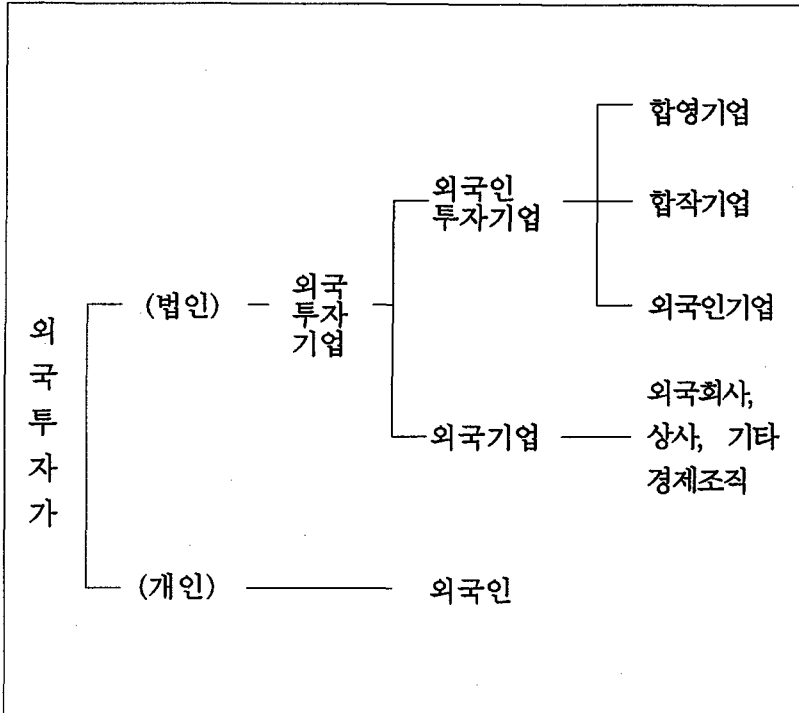 외국투자가
(법인)
외국
투자
기업
외국인
투자기업
합영기업
합작기업
외국인기업
외국기업
외국회사,
상사, 기타
경제조직
(개인)
외국인